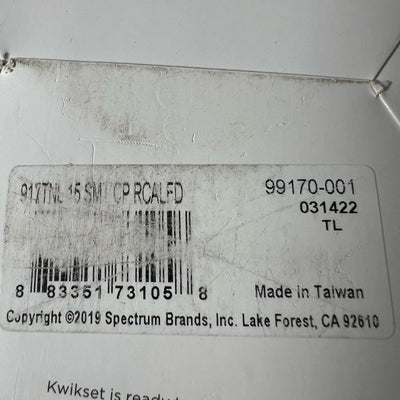 917TNL 15 SMT CP RCALFD
99170-001
031422
TL
8 83351 73105 8
Made in Taiwan
Copyright ©2019 Spectrum Brands, Inc. Lake Forest, CA 92610
Kwikset is ready